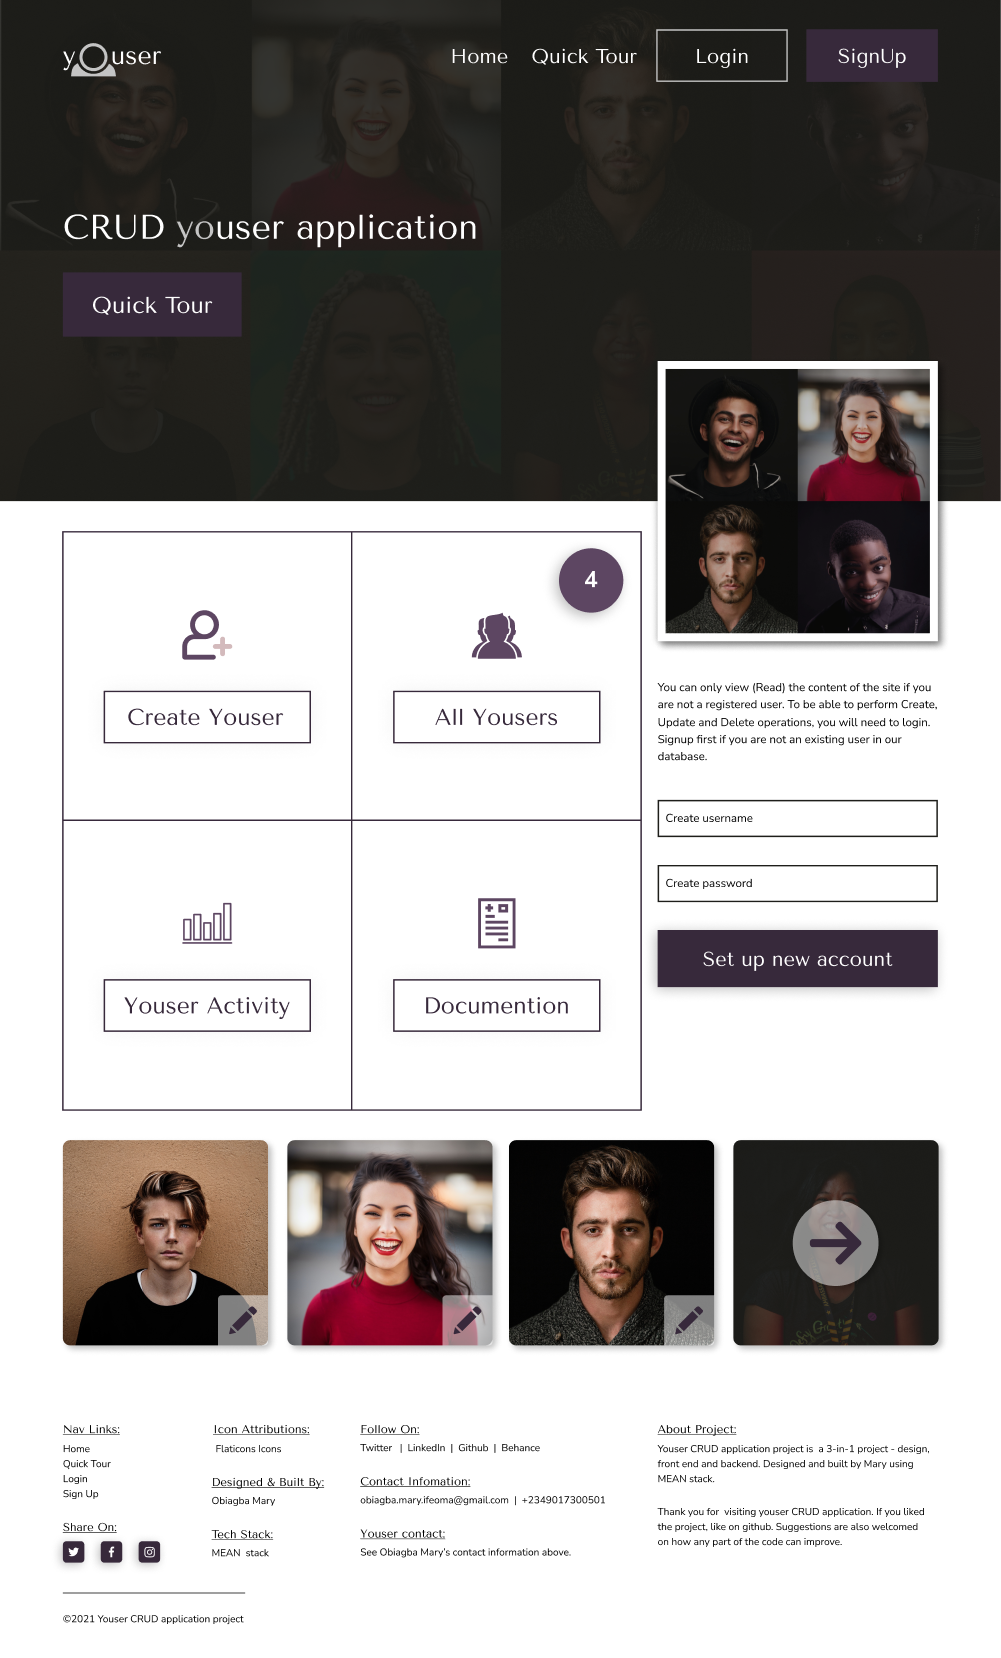 youser
Home Quick Tour Login SignUp
CRUD youser application
Quick Tour
4
Create Youser
All Yousers
Youser Activity
Documention
You can only view (Read) the content of the site if you
are not a registered user. To be able to perform Create,
Update and Delete operations, you will need to login.
Signup first if you are not an existing user in our
database.
Create username
Create password
Set up new account
Nav Links:
Home
Quick Tour
Login
Sign Up
Share On:
Icon Attributions:
Flaticons Icons
Designed & Built By:
Obiagba Mary
Tech Stack:
MEAN stack
Follow On:
Twitter | LinkedIn | Github | Behance
Contact Infomation:
obiagba.mary.ifeoma@gmail.com | +2349017300501
Youser contact:
See Obiagba Mary's contact information above.
About Project:
Youser CRUD application project is a 3-in-1 project - design,
front end and backend. Designed and built by Mary using
MEAN stack.
Thank you for visiting youser CRUD application. If you liked
the project, like on github. Suggestions are also welcomed
on how any part of the code can improve.
©2021 Youser CRUD application project